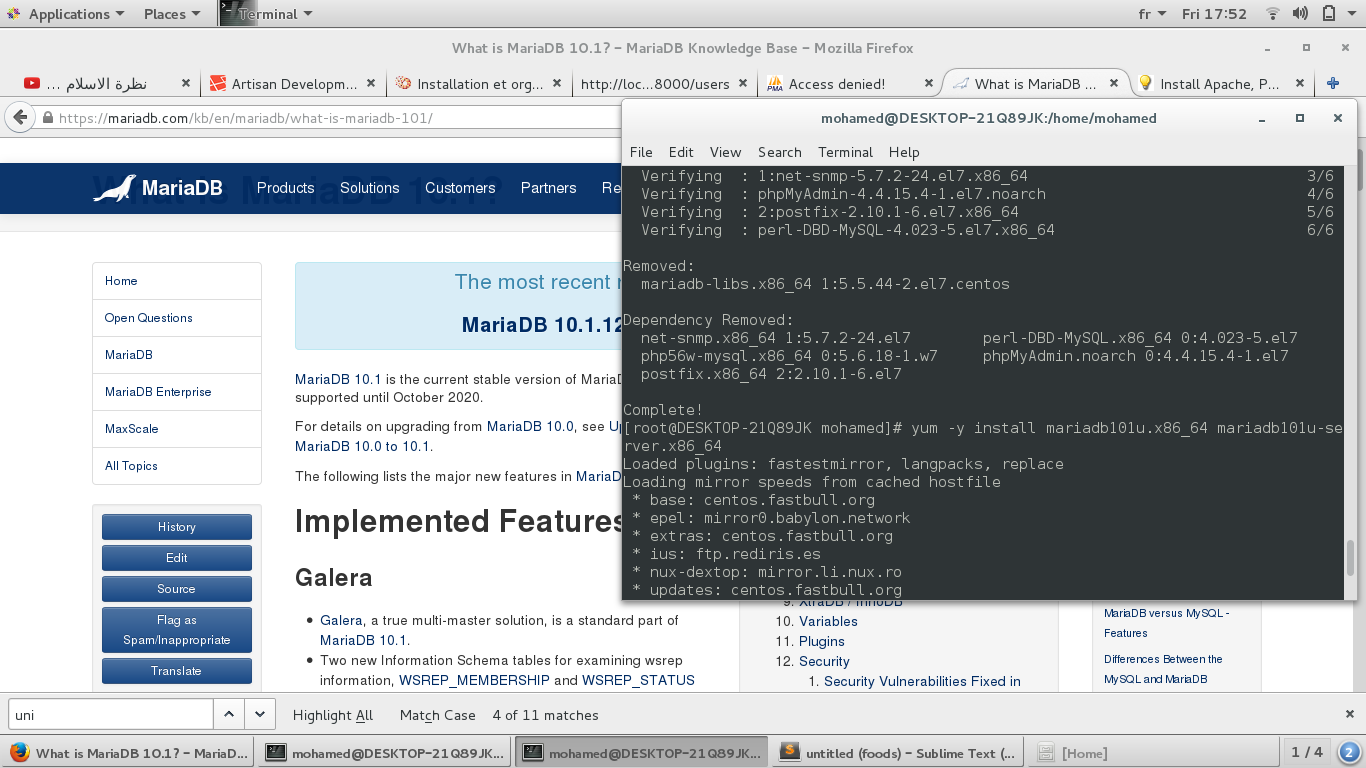 Applications Places Terminal fr Fri 17:52
What is MariaDB 10.1? - MariaDB Knowledge Base - Mozilla Firefox
نظرة الاسلام ... Artisan Developm... Installation et org... http://loc...8000/users Access denied! What is MariaDB ... Install Apache, P...
https://mariadb.com/kb/en/mariadb/what-is-mariadb-101/
MariaDB Products Solutions Customers Partners Re
What is MariaDB 10.1?
Home
Open Questions
MariaDB
MariaDB Enterprise
MaxScale
All Topics
History
Edit
Source
Flag as
Spam/Inappropriate
Translate
The most recent r
MariaDB 10.1.12
MariaDB 10.1 is the current stable version of MariaD
supported until October 2020.
For details on upgrading from MariaDB 10.0, see Up
MariaDB 10.0 to 10.1.
The following lists the major new features in MariaD
Implemented Features
Galera
Galera, a true multi-master solution, is a standard part of
MariaDB 10.1.
Two new Information Schema tables for examining wsrep
information, WSREP_MEMBERSHIP and WSREP_STATUS
mohamed@DESKTOP-21Q89JK:/home/mohamed
File Edit View Search Terminal Help
Verifying : 1:net-snmp-5.7.2-24.el7.x86_64 3/6
Verifying : phpMyAdmin-4.4.15.4-1.el7.noarch 4/6
Verifying : 2:postfix-2.10.1-6.el7.x86_64 5/6
Verifying : perl-DBD-MySQL-4.023-5.el7.x86_64 6/6
Removed:
mariadb-libs.x86_64 1:5.5.44-2.el7.centos
Dependency Removed:
net-snmp.x86_64 1:5.7.2-24.el7 perl-DBD-MySQL.x86_64 0:4.023-5.el7
php56w-mysql.x86_64 0:5.6.18-1.w7 phpMyAdmin.noarch 0:4.4.15.4-1.el7
postfix.x86_64 2:2.10.1-6.el7
Complete!
[root@DESKTOP-21Q89JK mohamed]# yum -y install mariadb101u.x86_64 mariadb101u-se
rver.x86_64
Loaded plugins: fastestmirror, langpacks, replace
Loading mirror speeds from cached hostfile
* base: centos.fastbull.org
* epel: mirror0.babylon.network
* extras: centos.fastbull.org
* ius: ftp.rediris.es
* nux-dextop: mirror.li.nux.ro
* updates: centos.fastbull.org
9. XtraDB / InnoDB
10. Variables
11. Plugins
12. Security
1. Security Vulnerabilities Fixed in
MariaDB versus MySQL -
Features
Differences Between the
MySQL and MariaDB
uni Highlight All Match Case 4 of 11 matches
What is MariaDB 10.1? – MariaD... mohamed@DESKTOP-21Q89JK... mohamed@DESKTOP-21Q89JK... untitled (foods) – Sublime Text (... [Home] 1 / 4 2